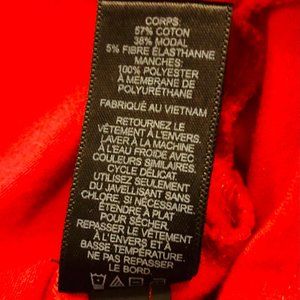 CORPS:
57% COTON
38% MODAL
5% FIBRE ÉLASTHANNE
MANCHES:
100% POLYESTER
À MEMBRANE DE
POLYURÉTHANE
FABRIQUÉ AU VIETNAM
RETOURNEZ LE
VÊTEMENT À L'ENVERS.
LAVER À LA MACHINE
À L'EAU FROIDE AVEC
COULEURS SIMILAIRES.
CYCLE DÉLICAT.
UTILISEZ SEULEMENT
DU JAVELLISANT SANS
CHLORE, SI NÉCESSAIRE.
ÉTENDRE À PLAT
POUR SÉCHER.
REPASSER LE VÊTEMENT
À L'ENVERS ET À
BASSE TEMPÉRATURE.
NE PAS REPASSER
LE BORD.